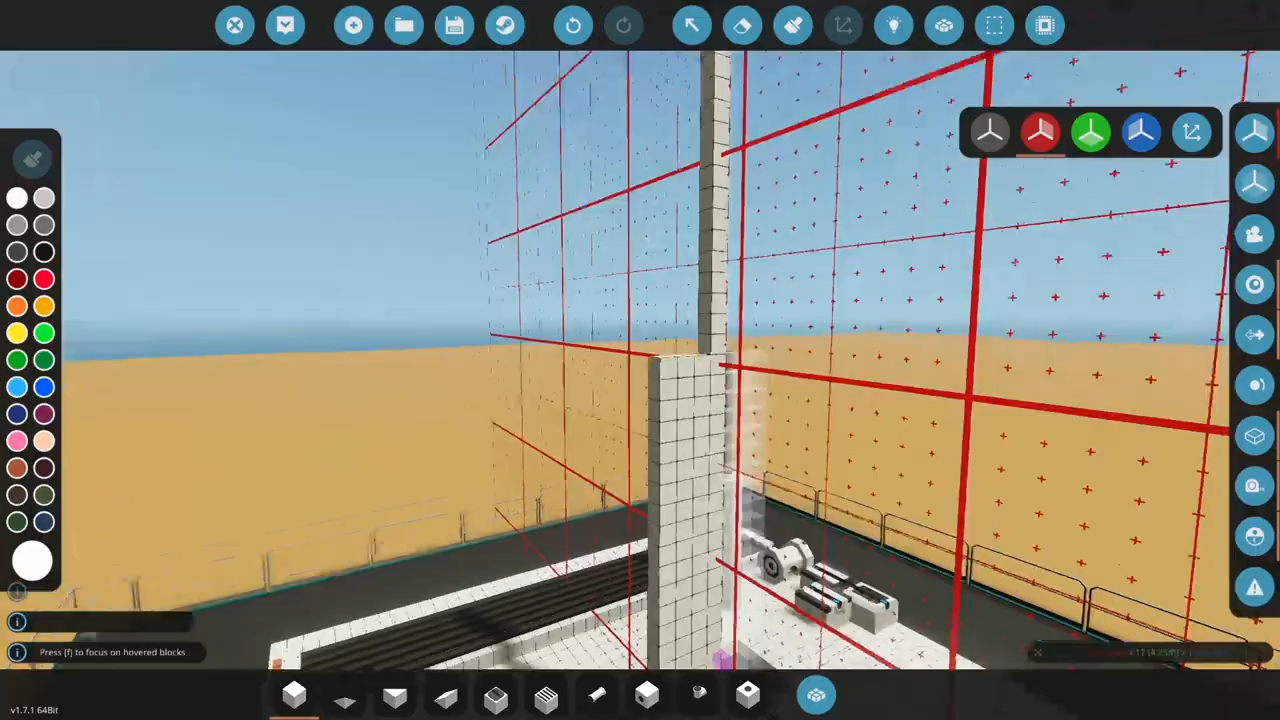 Press [f] to focus on hovered blocks
v1.7.1 64Bit